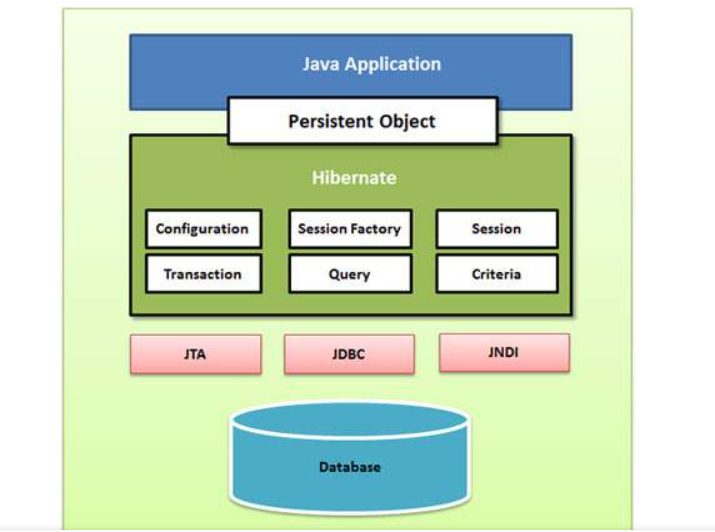 Java Application
Persistent Object
Hibernate
Configuration
Session Factory
Session
Transaction
Query
Criteria
JTA
JDBC
JNDI
Database